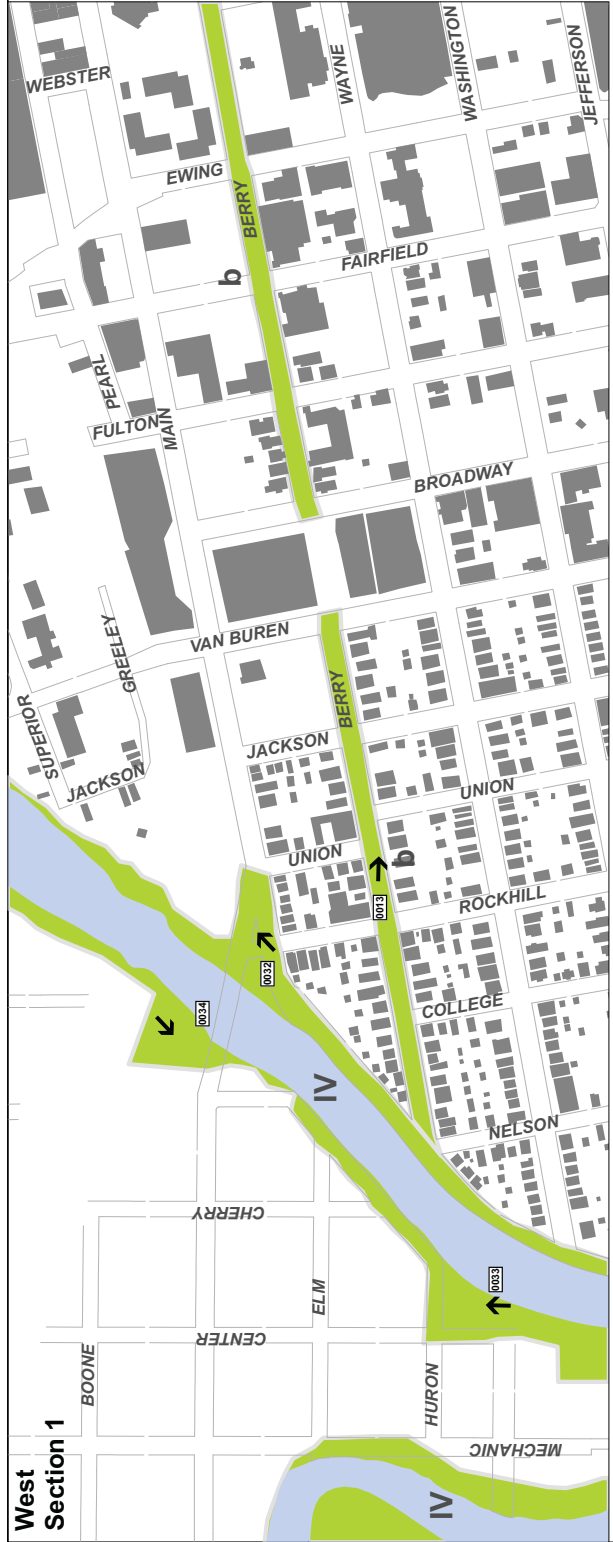 West
Section 1
WEBSTER
EWING
WAYNE
WASHINGTON
JEFFERSON
BERRY
b
FAIRFIELD
PEARL
FULTON
MAIN
BROADWAY
VAN BUREN
GREELEY
SUPERIOR
JACKSON
JACKSON
BERRY
UNION
UNION
b
0013
ROCKHILL
COLLEGE
NELSON
0032
0034
IV
CHERRY
ELM
CENTER
BOONE
HURON
0033
MECHANIC
IV